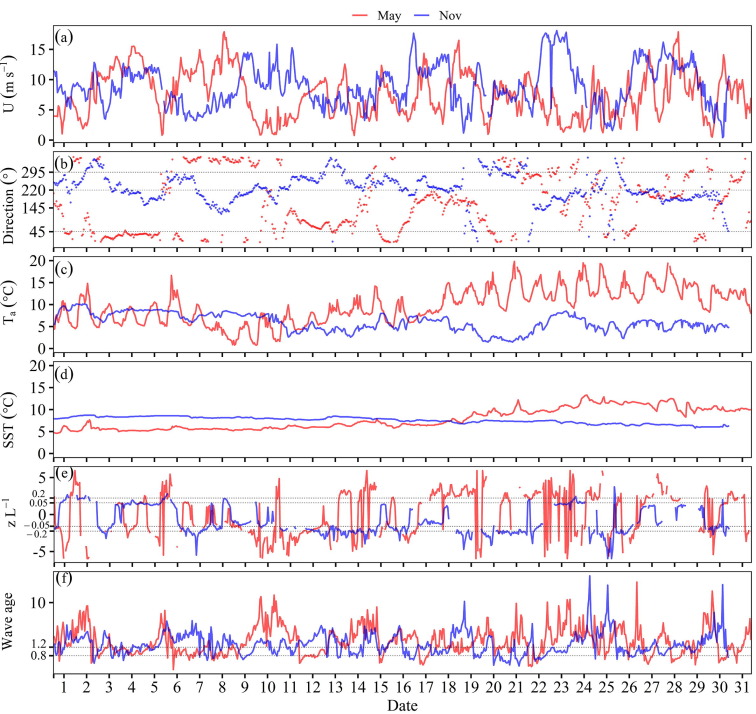 May Nov
(a)
15
10
5
0
U (m s⁻¹)
(b)
295
220
145
45
Direction (°)
(c)
20
15
10
5
0
Tₐ (°C)
(d)
20
15
10
5
0
SST (°C)
(e)
5
0.2
0.05
0
−0.05
−0.2
−5
z L⁻¹
(f)
10
1.2
0.8
Wave age
1 2 3 4 5 6 7 8 9 10 11 12 13 14 15 16 17 18 19 20 21 22 23 24 25 26 27 28 29 30 31
Date